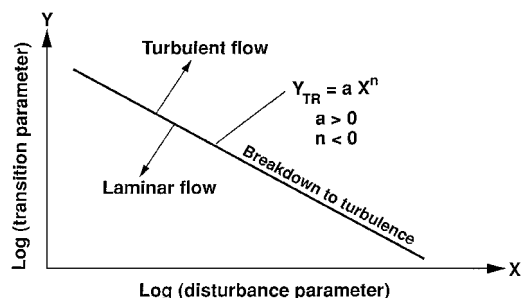 Y
Turbulent flow
Y_TR = a X^n
a > 0
n < 0
Breakdown to turbulence
Laminar flow
Log (transition parameter)
X
Log (disturbance parameter)